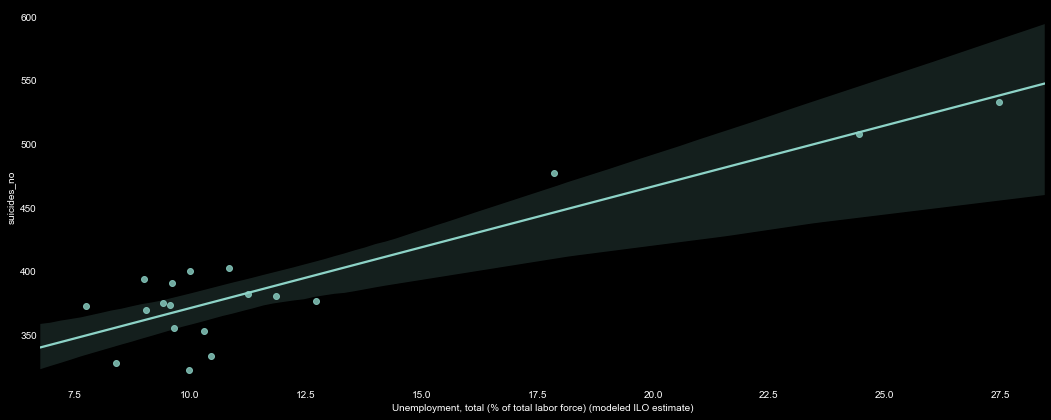 600
550
500
450
400
350
suicides_no
7.5 10.0 12.5 15.0 17.5 20.0 22.5 25.0 27.5
Unemployment, total (% of total labor force) (modeled ILO estimate)